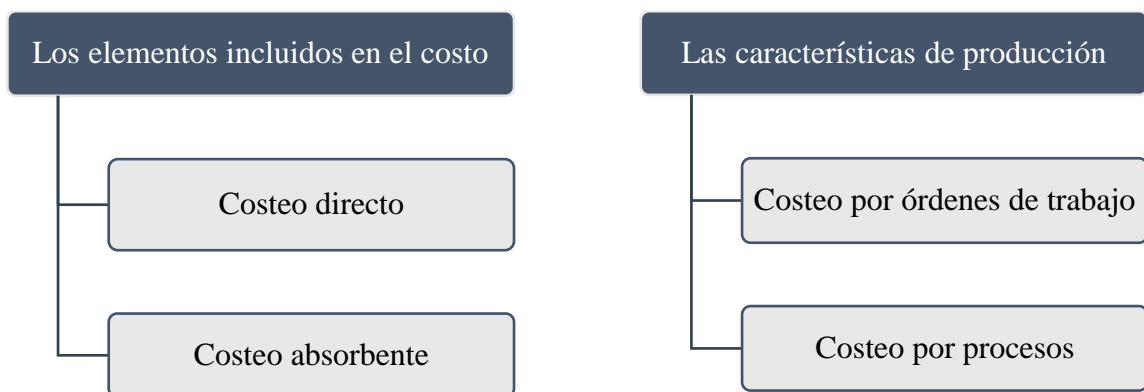 Los elementos incluidos en el costo
Costeo directo
Costeo absorbente
Las características de producción
Costeo por órdenes de trabajo
Costeo por procesos